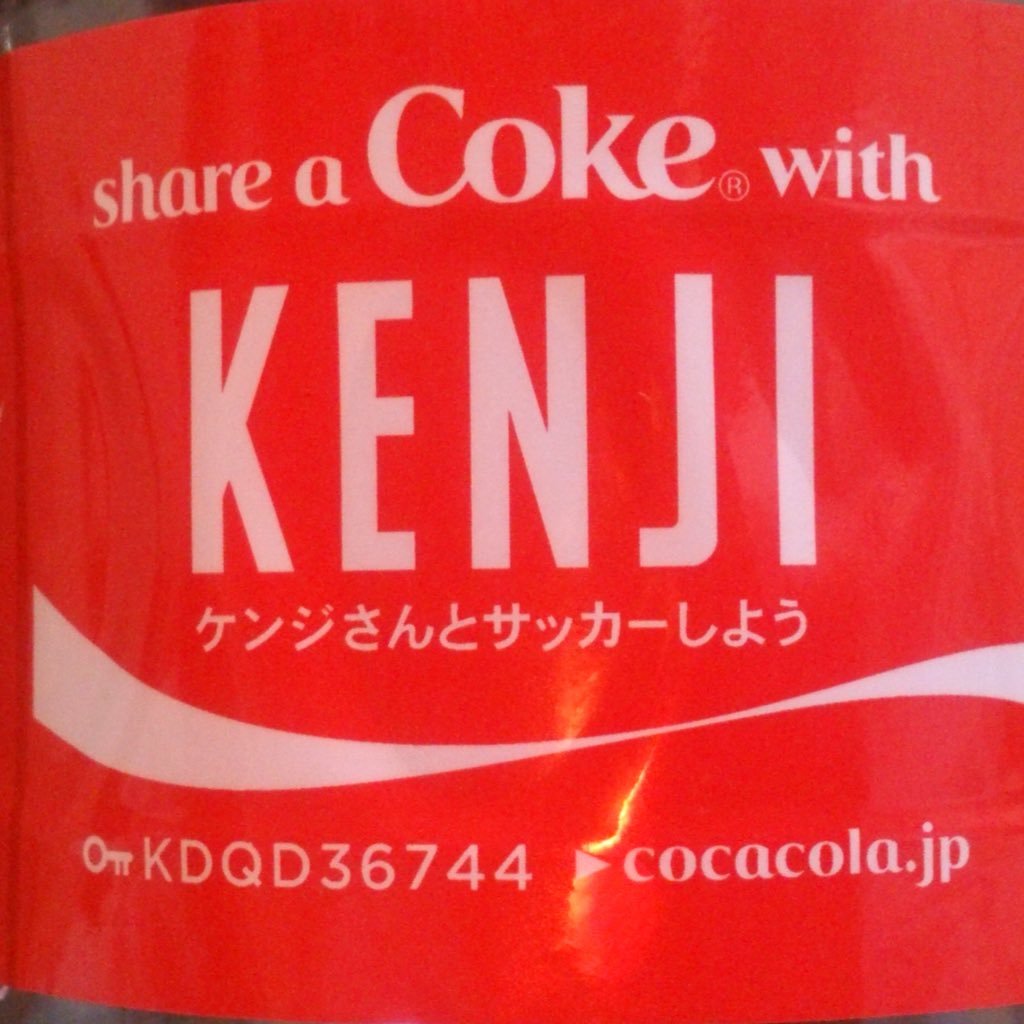 share a Coke® with
KENJI
ケンジさんとサッカーしよう
KDQD36744 ▶cocacola.jp